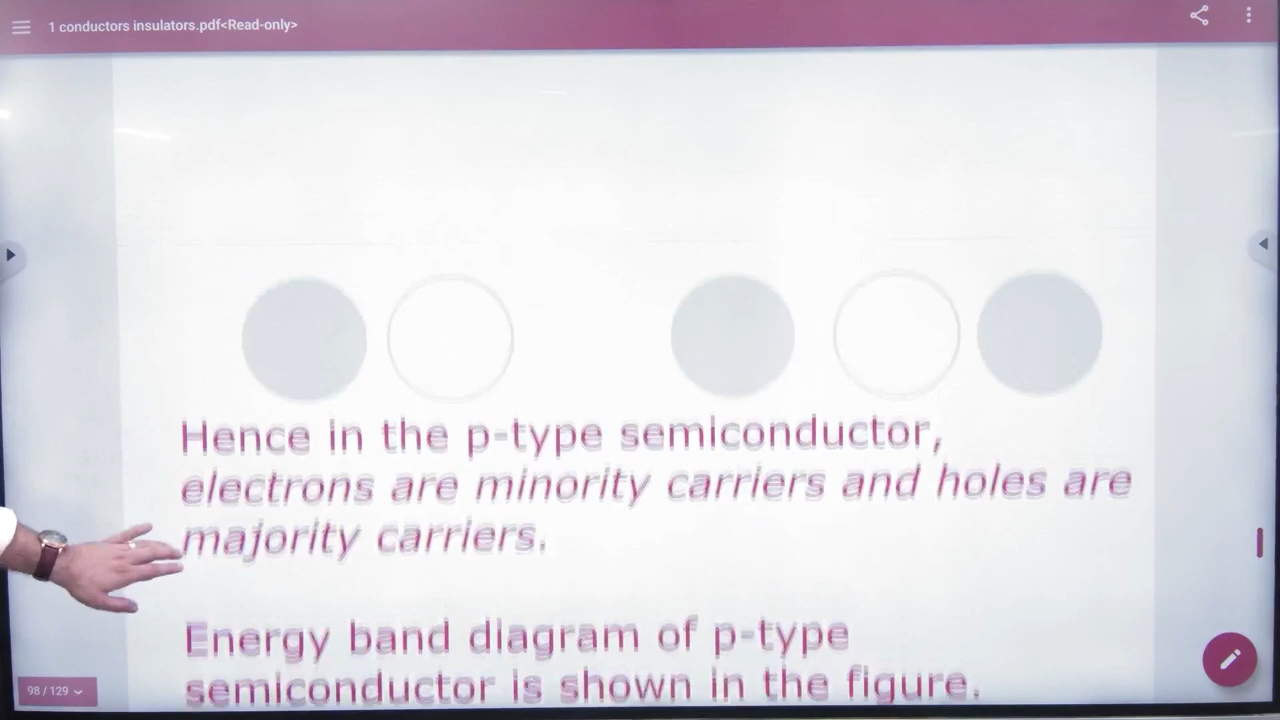 1 conductors insulators.pdf<Read-only>
Hence in the p-type semiconductor,
electrons are minority carriers and holes are
majority carriers.
Energy band diagram of p-type
semiconductor is shown in the figure.
98 / 129